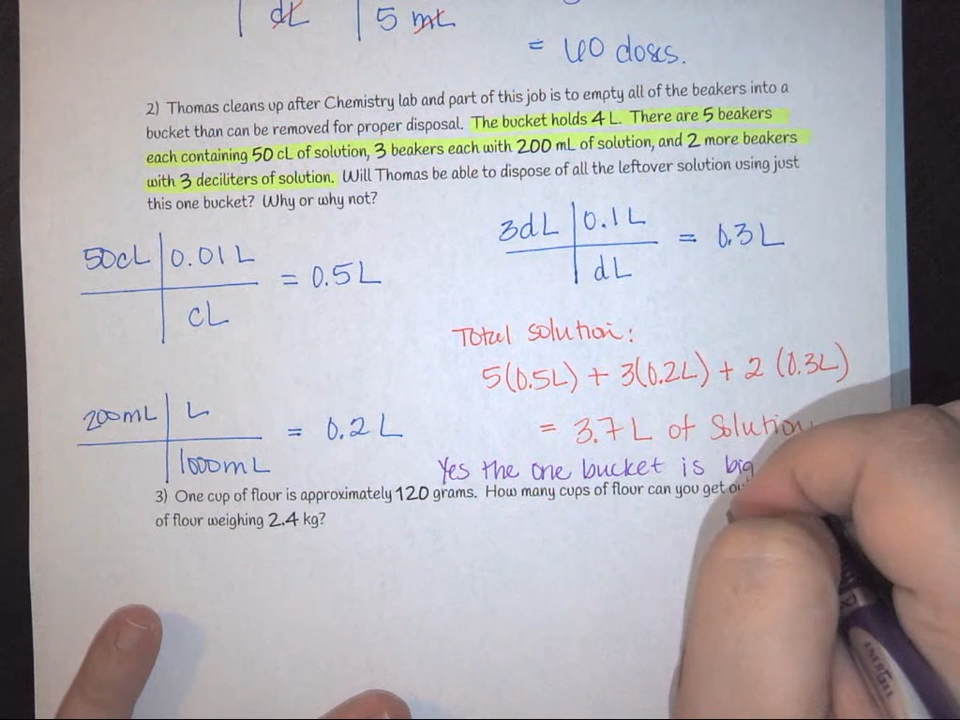 dL 5 mL
= 40 doses.
2) Thomas cleans up after Chemistry lab and part of this job is to empty all of the beakers into a
bucket than can be removed for proper disposal. The bucket holds 4 L. There are 5 beakers
each containing 50 cL of solution, 3 beakers each with 200 mL of solution, and 2 more beakers
with 3 deciliters of solution. Will Thomas be able to dispose of all the leftover solution using just
this one bucket? Why or why not?
50cL 0.01 L = 0.5 L
cL
3dL 0.1 L = 0.3 L
dL
Total solution:
5(0.5L) + 3(0.2L) + 2 (0.3L)
200mL L = 0.2 L
1000mL
= 3.7 L of Solution
Yes the one bucket is big
3) One cup of flour is approximately 120 grams. How many cups of flour can you get
of flour weighing 2.4 kg?
ENERGEL